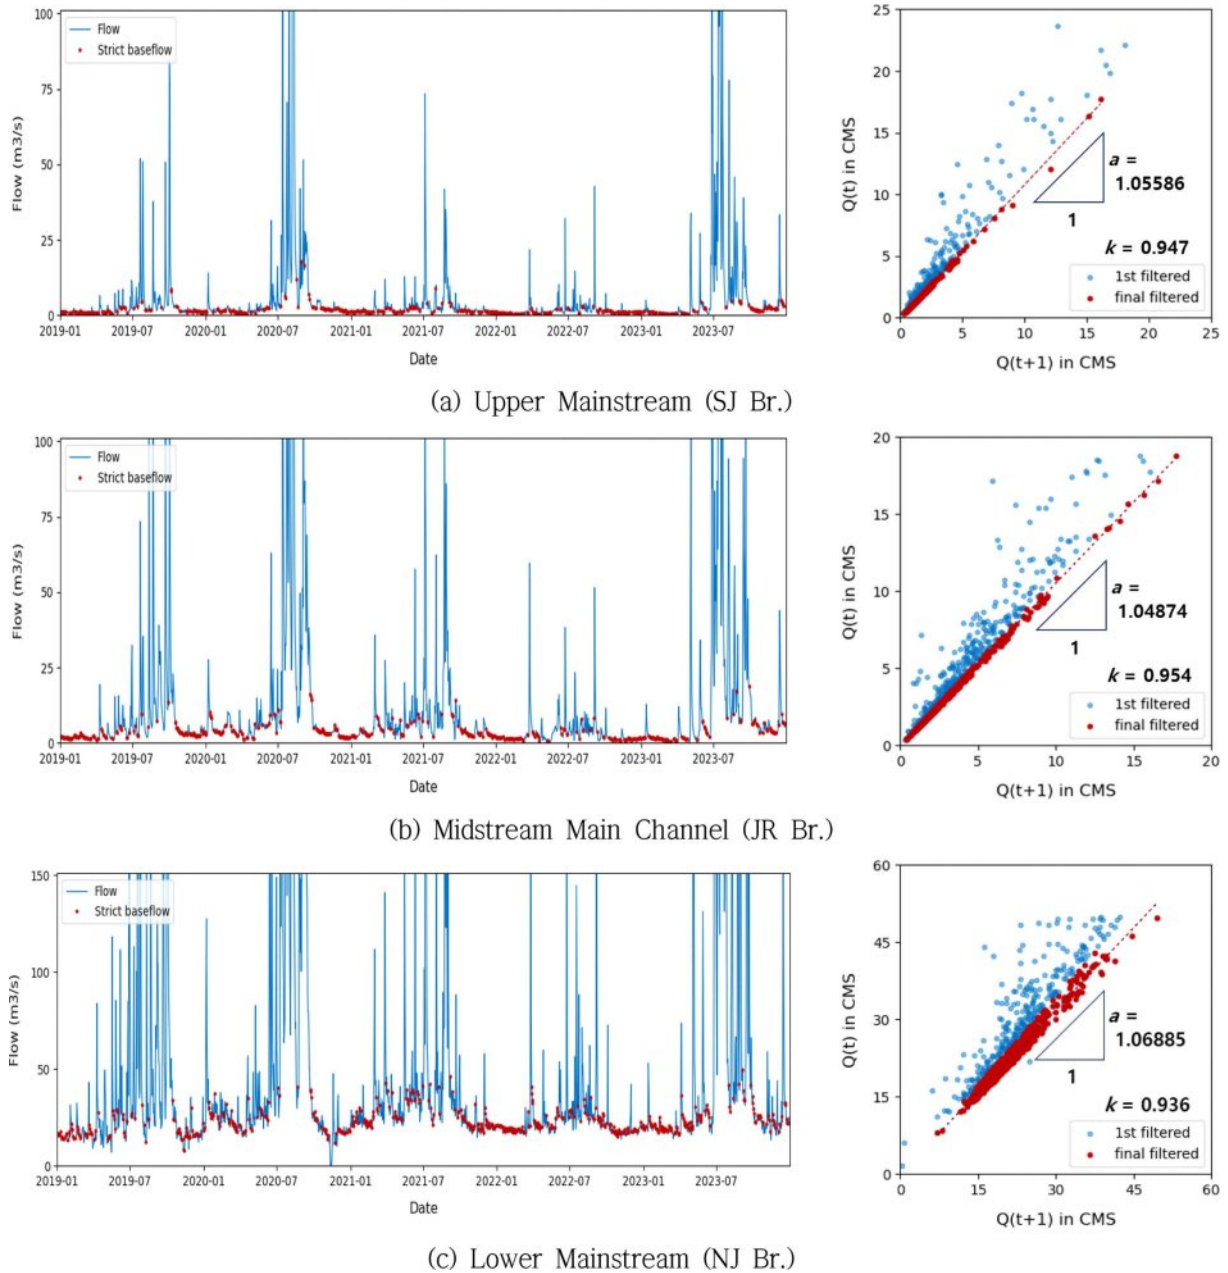 100
75
50
25
0
Flow (m3/s)
Flow
Strict baseflow
2019-01 2019-07 2020-01 2020-07 2021-01 2021-07 2022-01 2022-07 2023-01 2023-07
Date
25
20
15
10
5
0
Q(t) in CMS
a =
1.05586
1
k = 0.947
1st filtered
final filtered
0 5 10 15 20 25
Q(t+1) in CMS
(a) Upper Mainstream (SJ Br.)
100
75
50
25
0
Flow (m3/s)
Flow
Strict baseflow
2019-01 2019-07 2020-01 2020-07 2021-01 2021-07 2022-01 2022-07 2023-01 2023-07
Date
20
15
10
5
0
Q(t) in CMS
a =
1.04874
1
k = 0.954
1st filtered
final filtered
0 5 10 15 20
Q(t+1) in CMS
(b) Midstream Main Channel (JR Br.)
150
100
50
0
Flow (m3/s)
Flow
Strict baseflow
2019-01 2019-07 2020-01 2020-07 2021-01 2021-07 2022-01 2022-07 2023-01 2023-07
Date
60
45
30
15
0
Q(t) in CMS
a =
1.06885
1
k = 0.936
1st filtered
final filtered
0 15 30 45 60
Q(t+1) in CMS
(c) Lower Mainstream (NJ Br.)